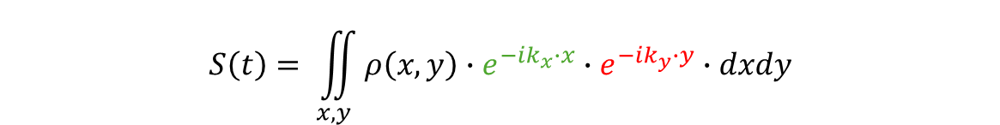 S(t) = ∬_{x,y} ρ(x, y) · e^{−ik_x·x} · e^{−ik_y·y} · dxdy